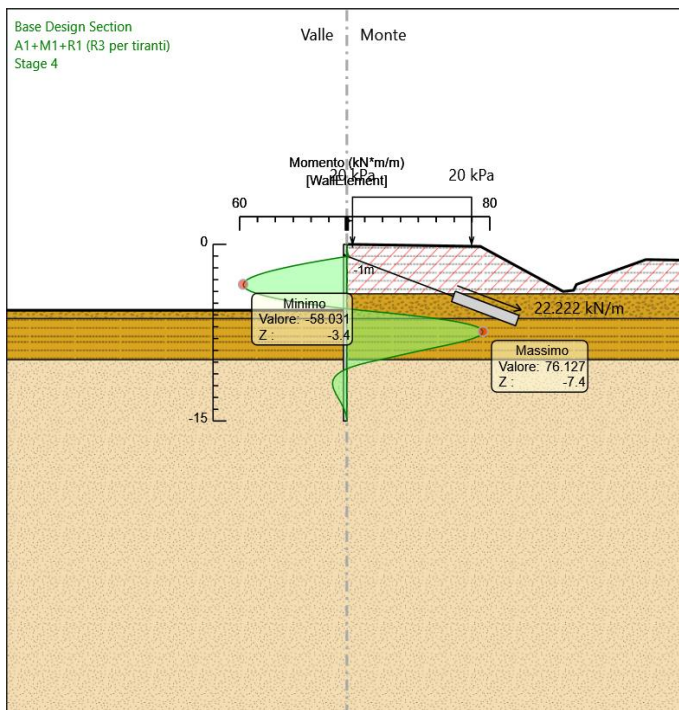 Base Design Section
A1+M1+R1 (R3 per tiranti)
Stage 4
Valle
Monte
Momento (kN*m/m)
[WallElement]
20 kPa
20 kPa
60
80
0
-1m
22.222 kN/m
Minimo
Valore: -58.031
Z : -3.4
Massimo
Valore: 76.127
Z : -7.4
-15